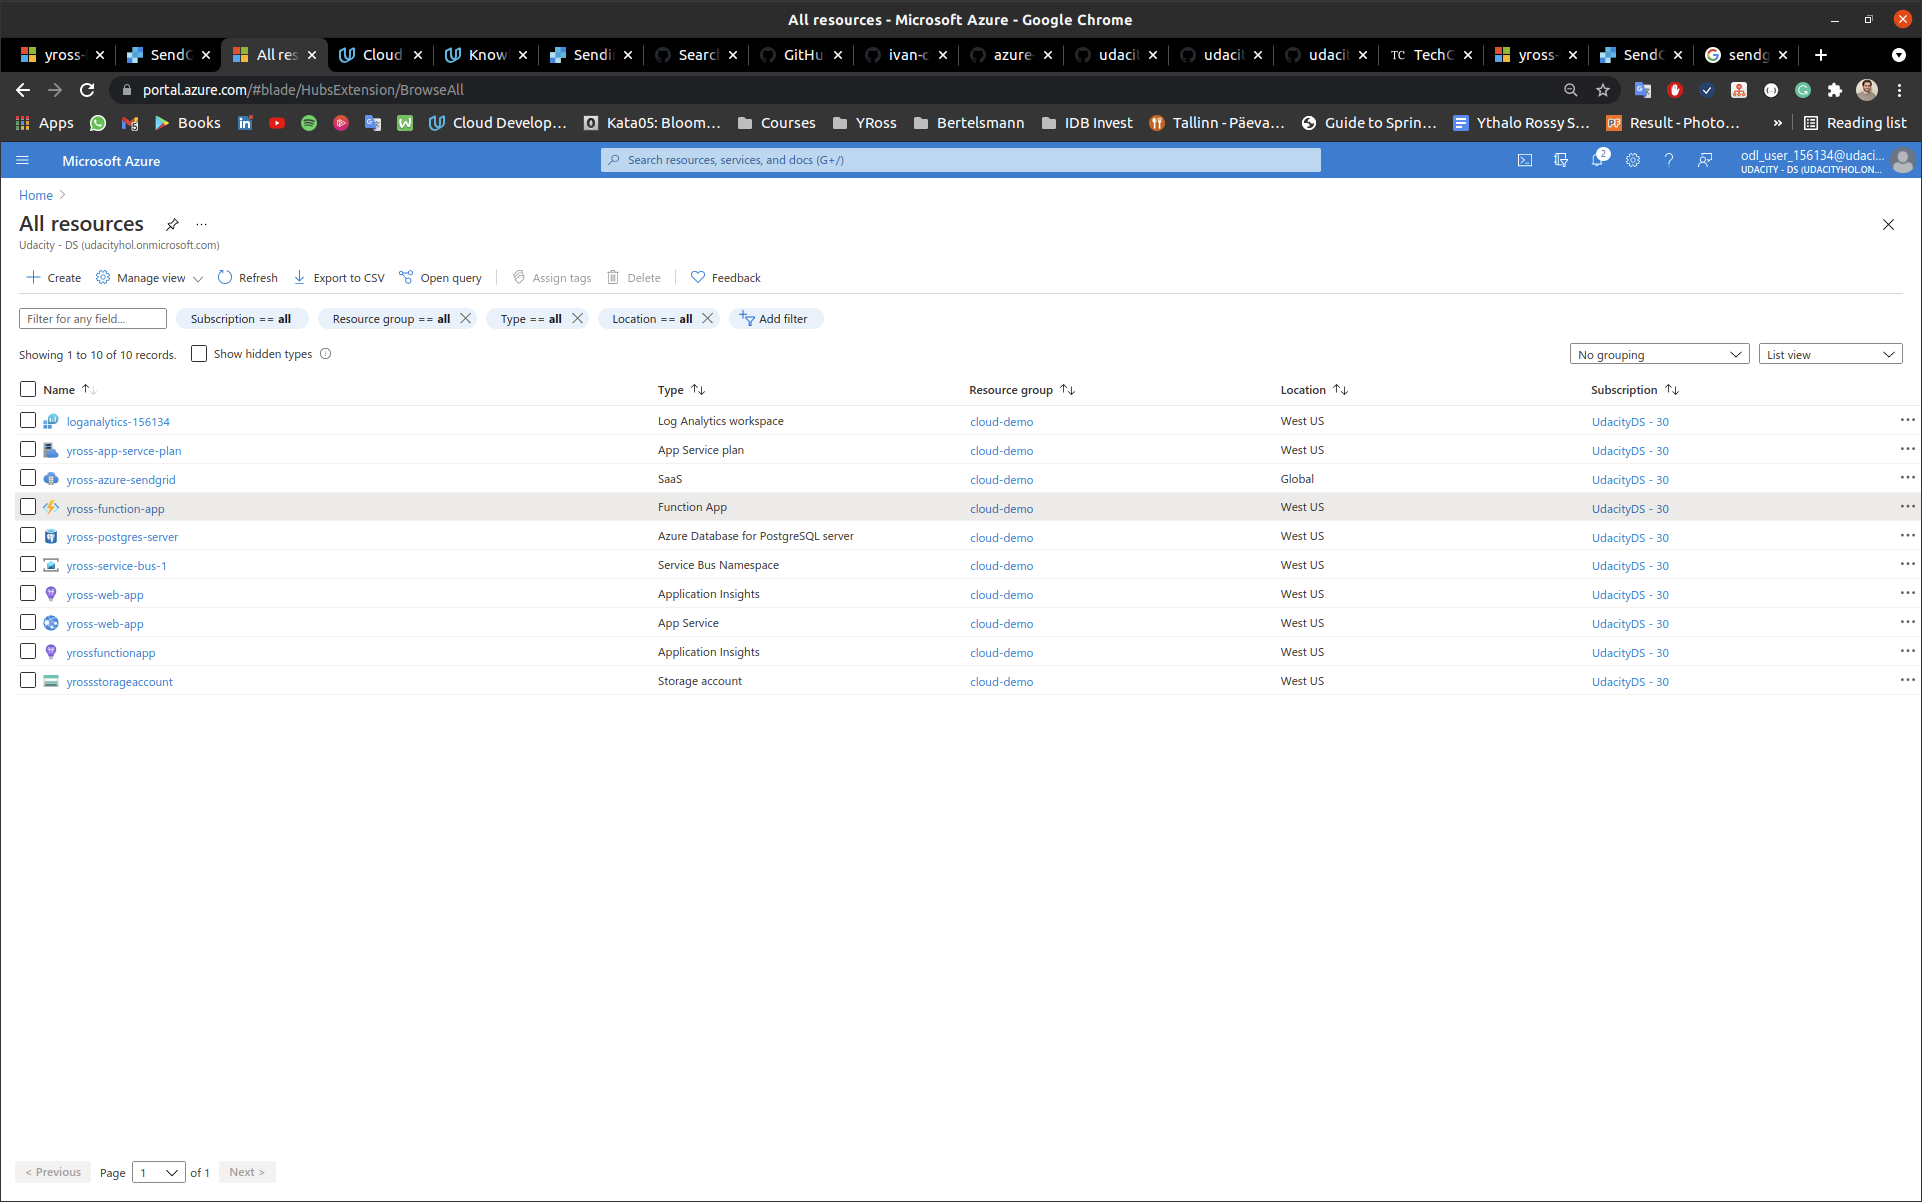 All resources - Microsoft Azure - Google Chrome
yross- SendG All res Cloud Know Sendin Search GitHu ivan-c azure- udacit udacit udacit TC TechC yross- SendG sendg
portal.azure.com/#blade/HubsExtension/BrowseAll
Apps Books Cloud Develop... Kata05: Bloom... Courses YRoss Bertelsmann IDB Invest Tallinn - Päeva... Guide to Sprin... Ythalo Rossy S... Result - Photo... » Reading list
Microsoft Azure Search resources, services, and docs (G+/) 2 odl_user_156134@udaci...
UDACITY - DS (UDACITYHOL.ON...
Home >
All resources ...
Udacity - DS (udacityhol.onmicrosoft.com)
Create Manage view Refresh Export to CSV Open query Assign tags Delete Feedback
Filter for any field... Subscription == all Resource group == all Type == all Location == all Add filter
Showing 1 to 10 of 10 records. Show hidden types No grouping List view
Name Type Resource group Location Subscription
loganalytics-156134 Log Analytics workspace cloud-demo West US UdacityDS - 30
yross-app-servce-plan App Service plan cloud-demo West US UdacityDS - 30
yross-azure-sendgrid SaaS cloud-demo Global UdacityDS - 30
yross-function-app Function App cloud-demo West US UdacityDS - 30
yross-postgres-server Azure Database for PostgreSQL server cloud-demo West US UdacityDS - 30
yross-service-bus-1 Service Bus Namespace cloud-demo West US UdacityDS - 30
yross-web-app Application Insights cloud-demo West US UdacityDS - 30
yross-web-app App Service cloud-demo West US UdacityDS - 30
yrossfunctionapp Application Insights cloud-demo West US UdacityDS - 30
yrossstorageaccount Storage account cloud-demo West US UdacityDS - 30
< Previous Page 1 of 1 Next >